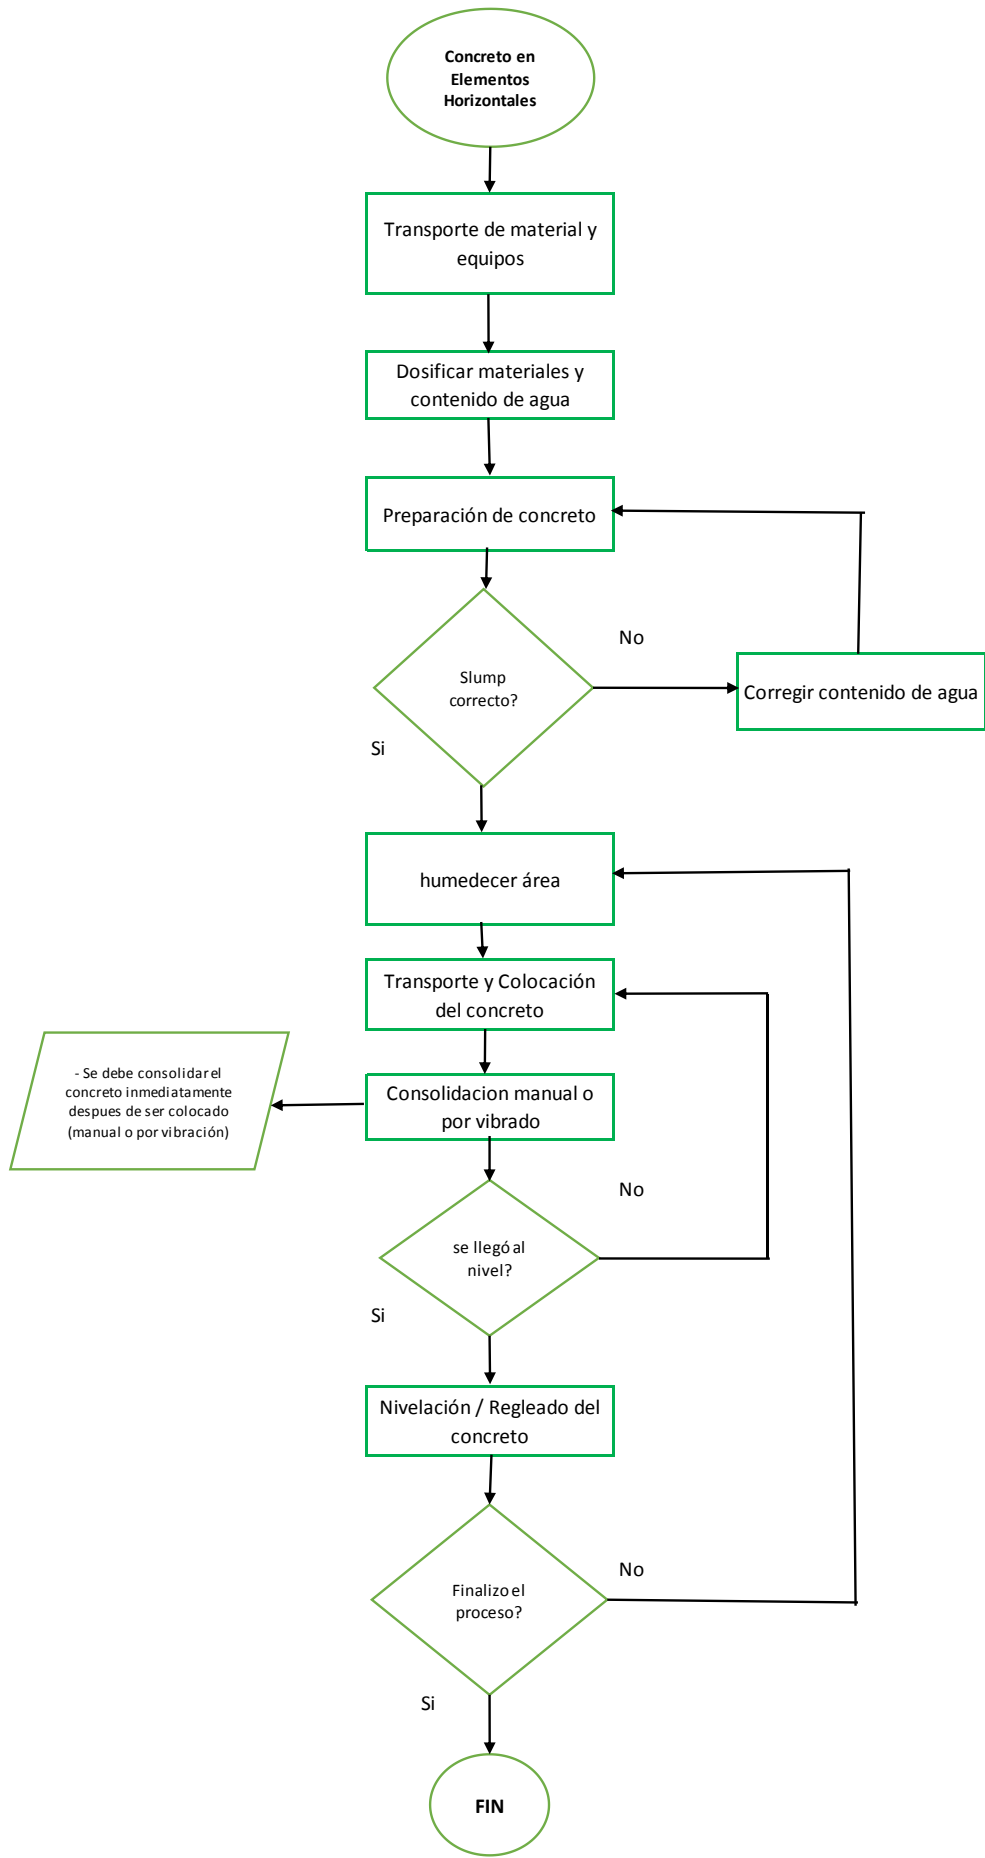 Concreto en
Elementos
Horizontales
Transporte de material y
equipos
Dosificar materiales y
contenido de agua
Preparación de concreto
No
Slump
correcto?
Corregir contenido de agua
Si
humedecer área
Transporte y Colocación
del concreto
- Se debe consolidar el
concreto inmediatamente
despues de ser colocado
(manual o por vibración)
Consolidacion manual o
por vibrado
No
se llegó al
nivel?
Si
Nivelación / Regleado del
concreto
No
Finalizo el
proceso?
Si
FIN